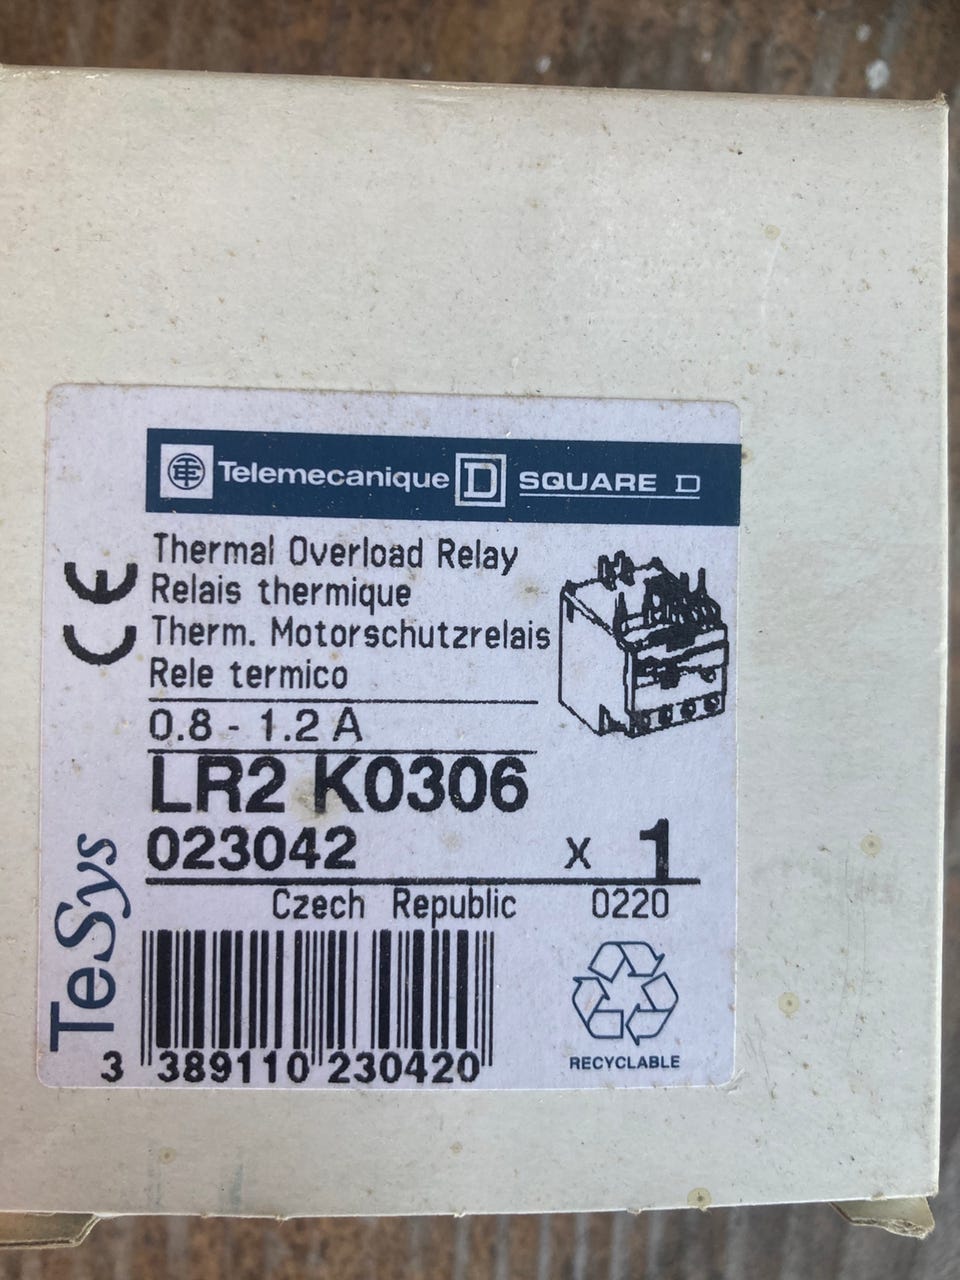 Telemecanique D SQUARE D
Thermal Overload Relay
Relais thermique
Therm. Motorschutzrelais
Rele termico
0.8 - 1.2 A
LR2 K0306
023042 x 1
Czech Republic 0220
3 389110 230420
RECYCLABLE
CE
TeSys